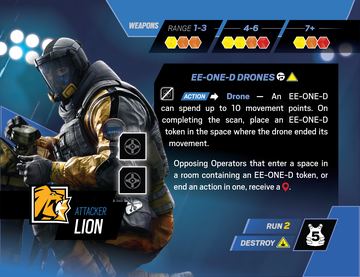 WEAPONS RANGE 1-3 4-6 7+
EE-ONE-D DRONES
ACTION Drone — An EE-ONE-D
can spend up to 10 movement points. On
completing the scan, place an EE-ONE-D
token in the space where the drone ended its
movement.
Opposing Operators that enter a space in
a room containing an EE-ONE-D token, or
end an action in one, receive a
ATTACKER
LION
RUN 2
DESTROY
5